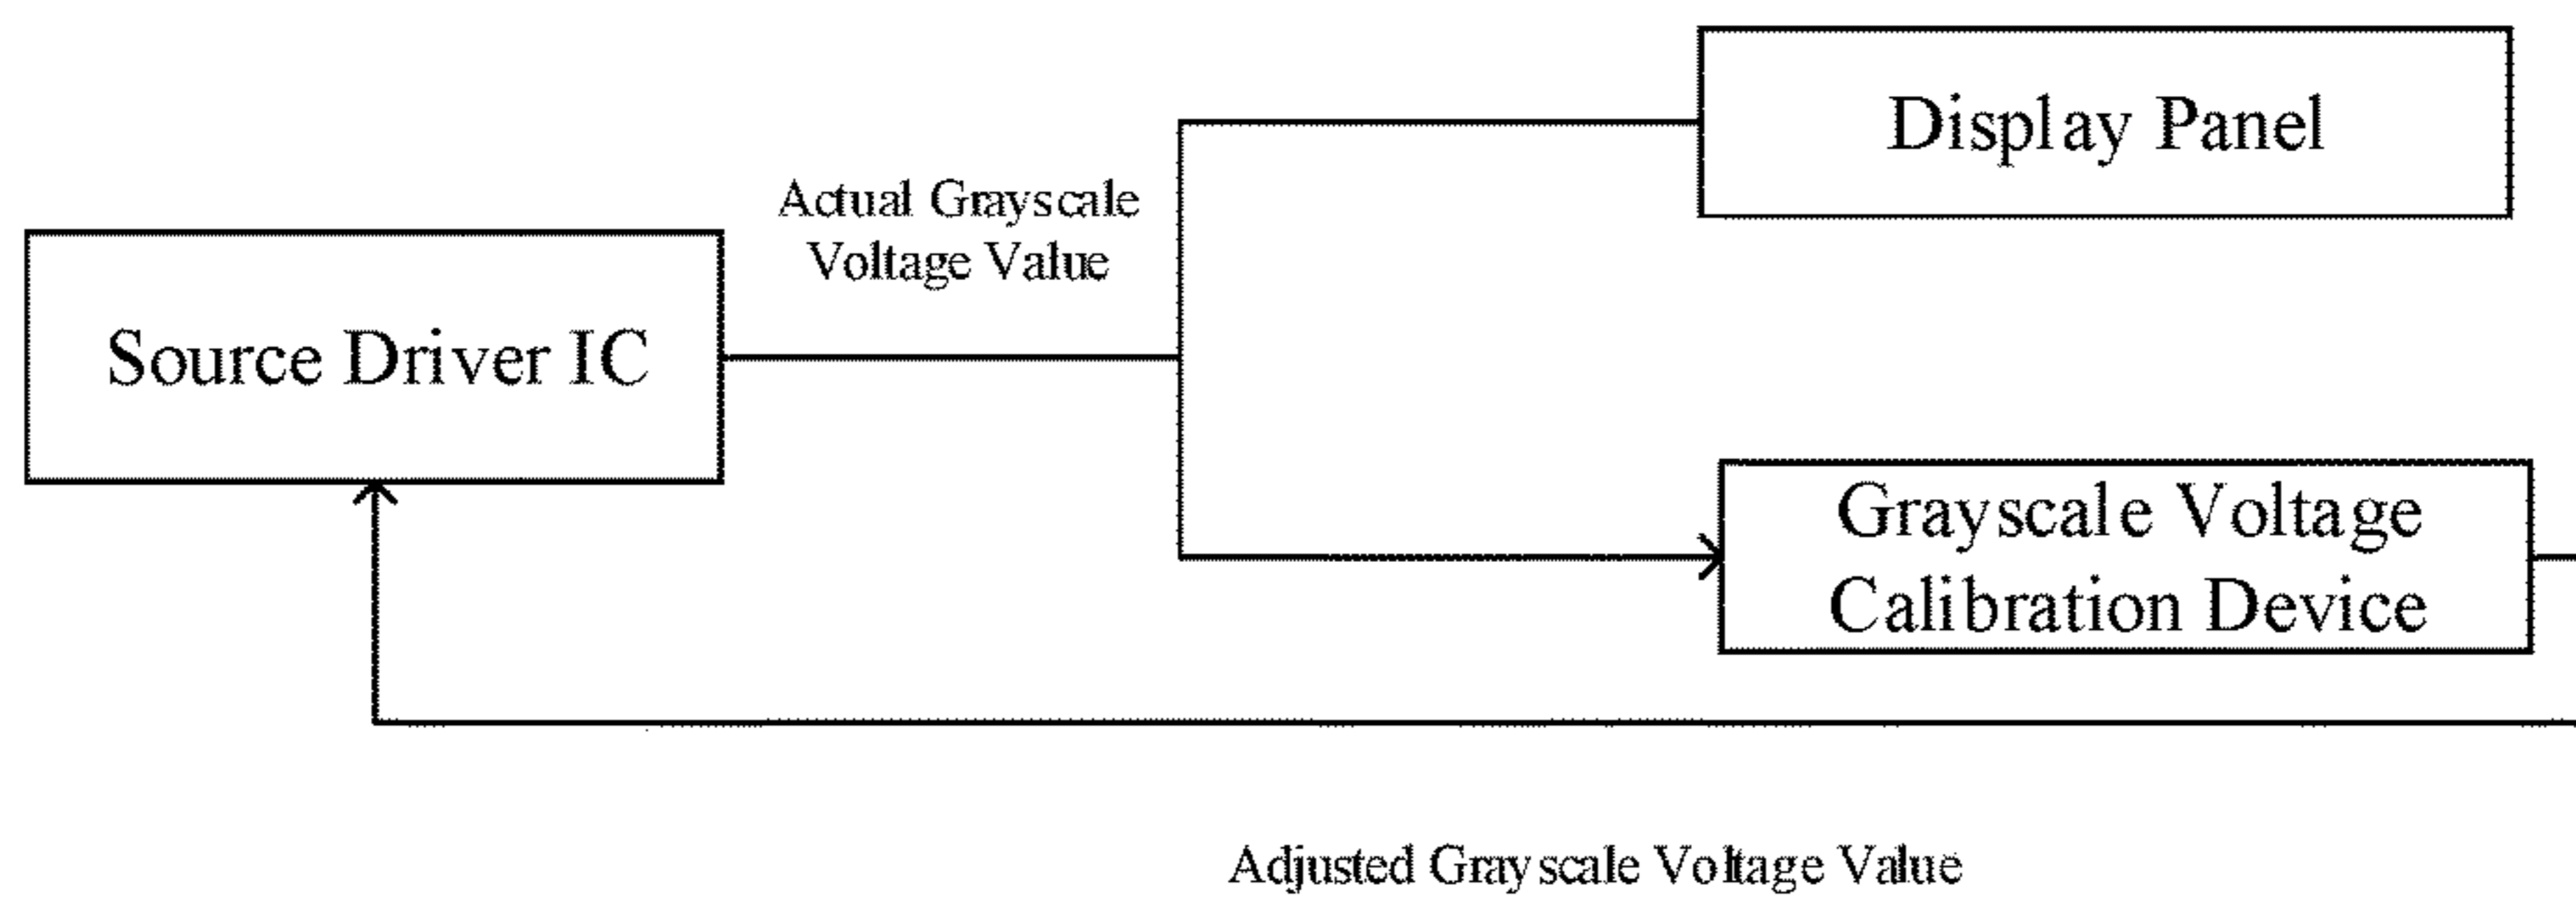 Display Panel
Actual Grayscale
Voltage Value
Source Driver IC
Grayscale Voltage
Calibration Device
Adjusted Grayscale Voltage Value